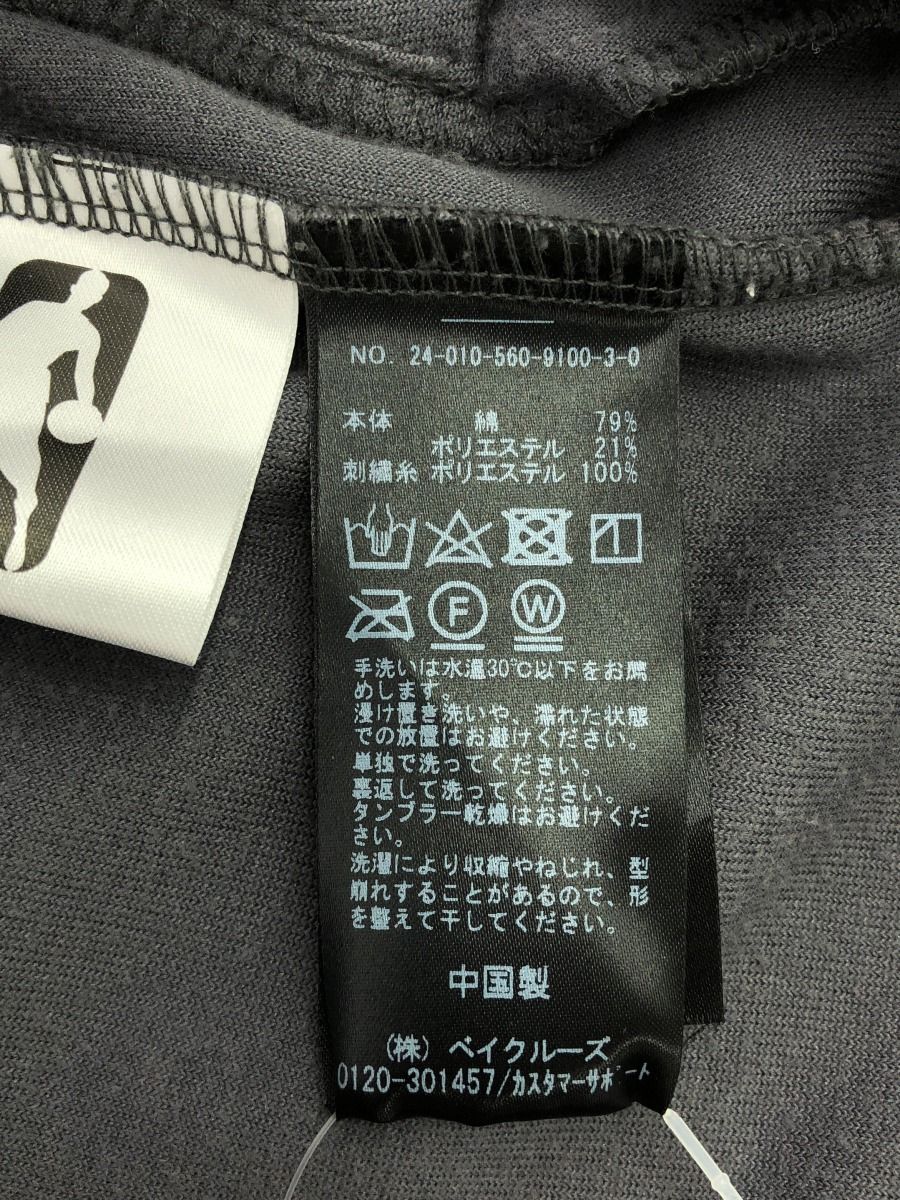 NO. 24-010-560-9100-3-0
本体 綿 79%
ポリエステル 21%
刺繍糸 ポリエステル 100%
F
W
手洗いは水温30℃以下をお薦
めします。
浸け置き洗いや、濡れた状態
での放置はお避けください。
単独で洗ってください。
裏返して洗ってください。
タンブラー乾燥はお避けくだ
さい。
洗濯により収縮やねじれ、型
崩れすることがあるので、形
を整えて干してください。
中国製
(株) ベイクルーズ
0120-301457/カスタマーサポート